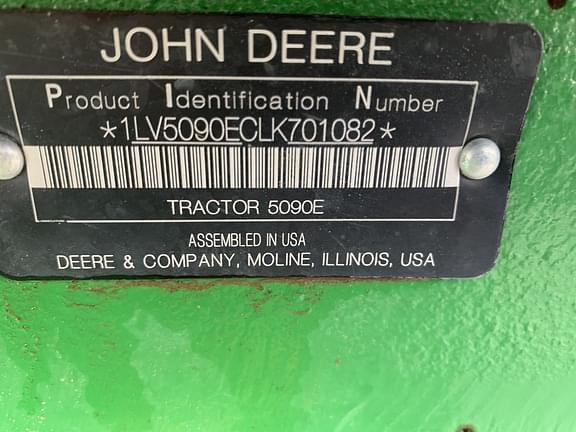 JOHN DEERE
Product Identification Number
*1LV5090ECLK701082*
TRACTOR 5090E
ASSEMBLED IN USA
DEERE & COMPANY, MOLINE, ILLINOIS, USA